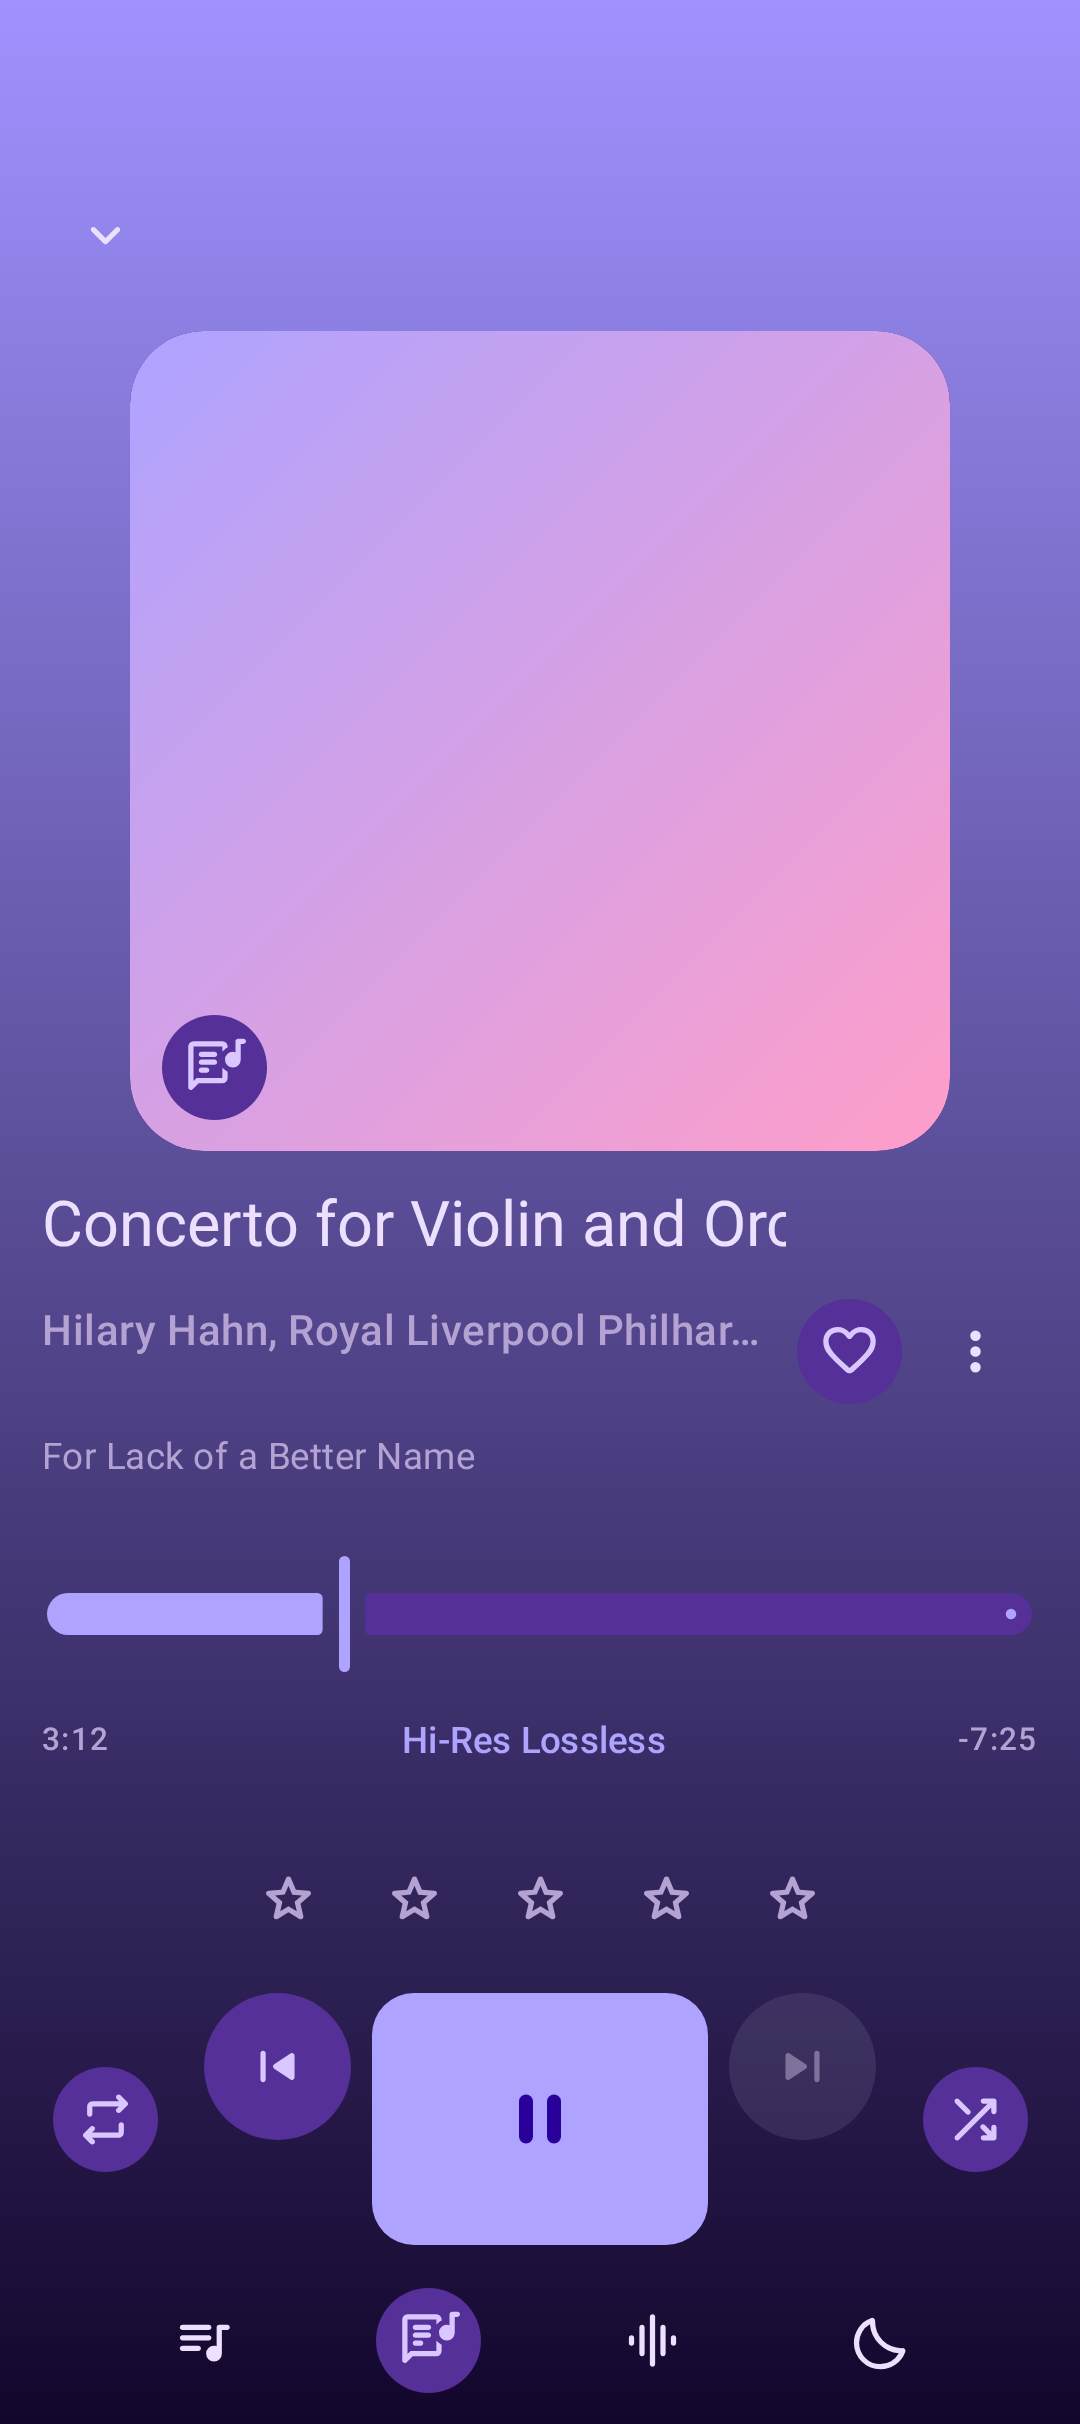 Concerto for Violin and Orc
Hilary Hahn, Royal Liverpool Philhar...
For Lack of a Better Name
3:12
Hi-Res Lossless
-7:25